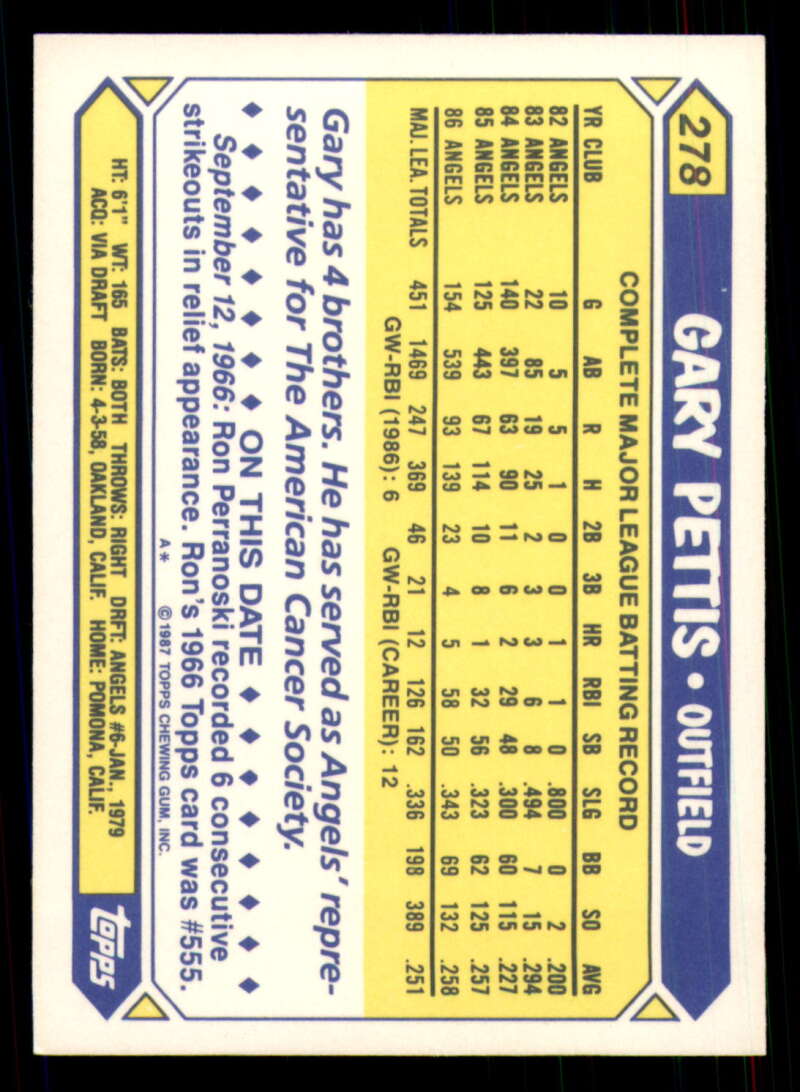 278 GARY PETTIS • OUTFIELD
COMPLETE MAJOR LEAGUE BATTING RECORD
YR CLUB G AB R H 2B 3B HR RBI SB SLG BB SO AVG
82 ANGELS 10 5 5 1 0 0 1 1 0 .800 0 2 .200
83 ANGELS 22 85 19 25 2 3 3 6 8 .494 7 15 .294
84 ANGELS 140 397 63 90 11 6 2 29 48 .300 60 115 .227
85 ANGELS 125 443 67 114 10 8 1 32 56 .323 62 125 .257
86 ANGELS 154 539 93 139 23 4 5 58 50 .343 69 132 .258
MAJ. LEA. TOTALS 451 1469 247 369 46 21 12 126 162 .336 198 389 .251
GW-RBI (1986): 6 GW-RBI (CAREER): 12
Gary has 4 brothers. He has served as Angels' repre-
sentative for The American Cancer Society.
ON THIS DATE
September 12, 1966: Ron Perranoski recorded 6 consecutive
strikeouts in relief appearance. Ron's 1966 Topps card was #555.
A* © 1987 TOPPS CHEWING GUM, INC.
HT: 6'1" WT: 165 BATS: BOTH THROWS: RIGHT DRFT: ANGELS #6-JAN., 1979
ACQ: VIA DRAFT BORN: 4-3-58, OAKLAND, CALIF. HOME: POMONA, CALIF.
topps